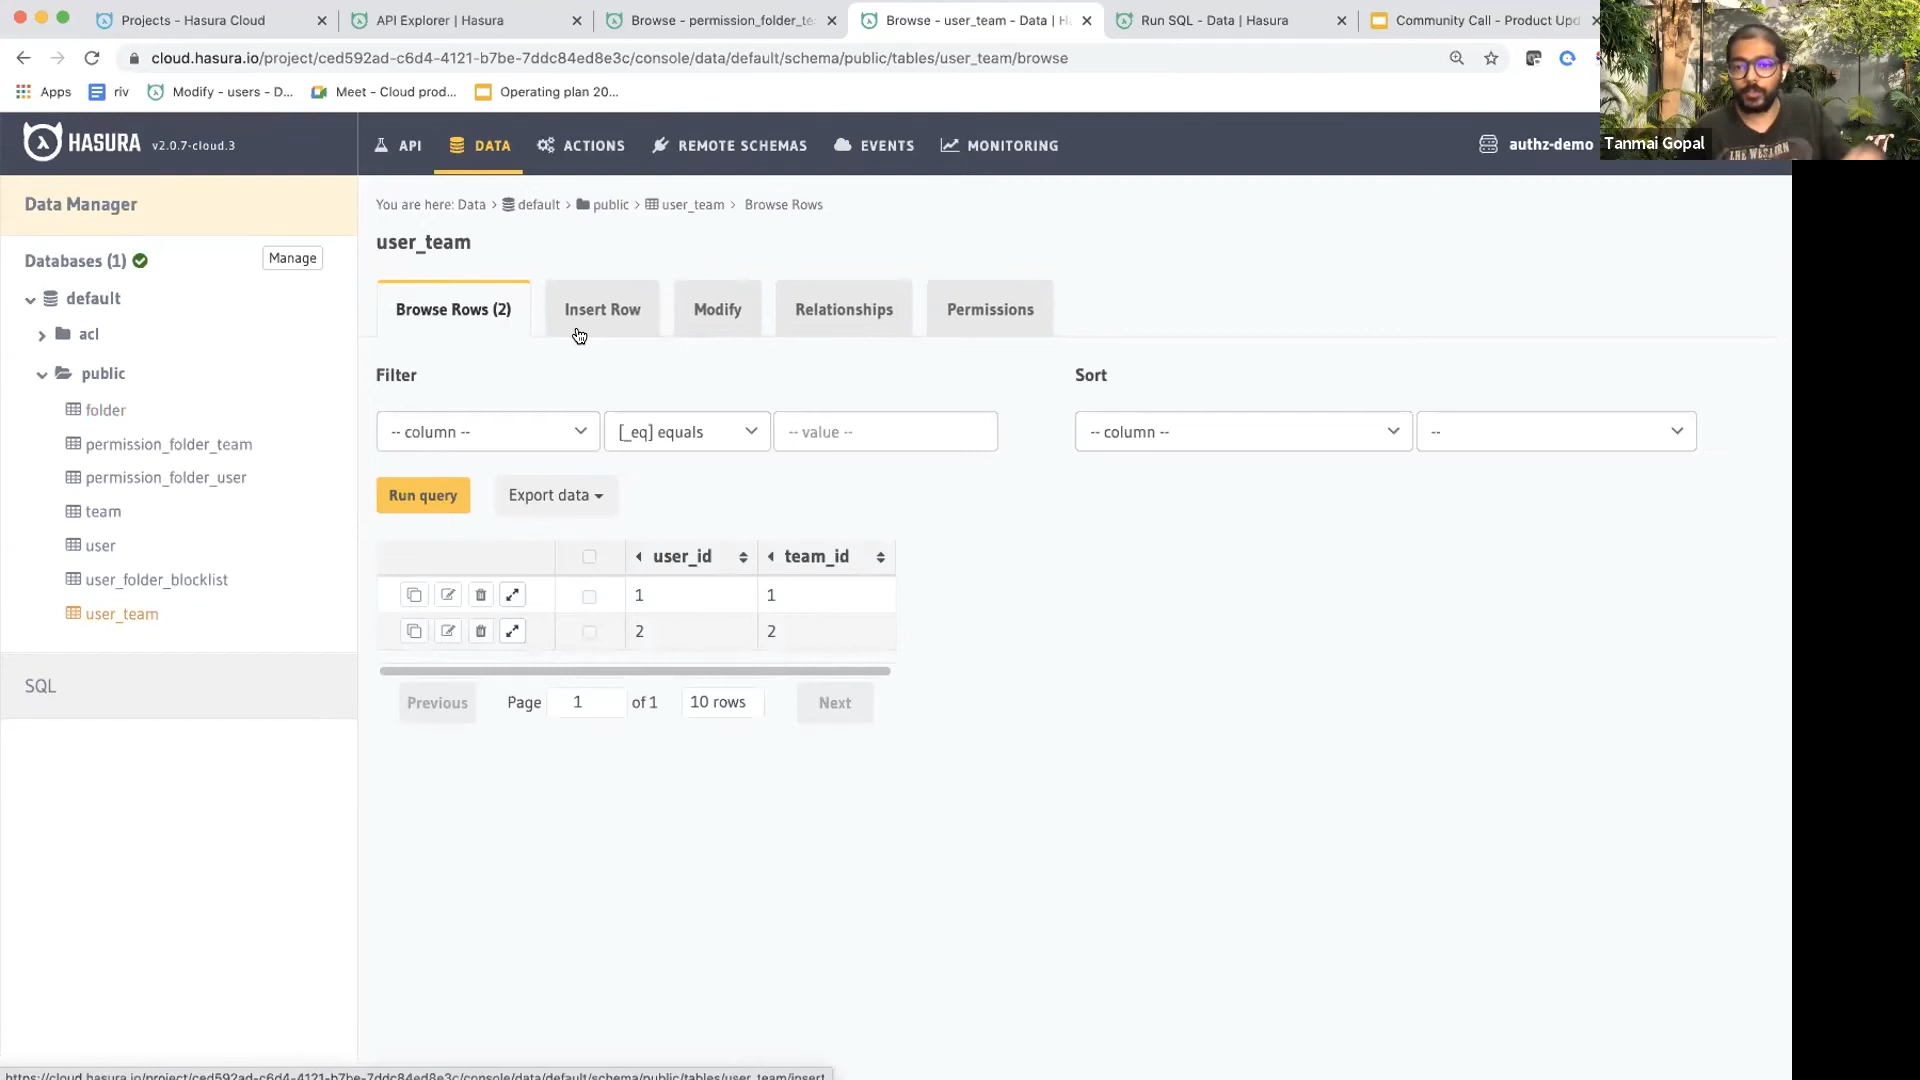 Projects - Hasura Cloud
API Explorer | Hasura
Browse - permission_folder_te
Browse - user_team - Data | H
Run SQL - Data | Hasura
Community Call - Product Upd
cloud.hasura.io/project/ced592ad-c6d4-4121-b7be-7ddc84ed8e3c/console/data/default/schema/public/tables/user_team/browse
Apps
riv
Modify - users - D...
Meet - Cloud prod...
Operating plan 20...
HASURA v2.0.7-cloud.3
API
DATA
ACTIONS
REMOTE SCHEMAS
EVENTS
MONITORING
authz-demo
Tanmai Gopal
THE WESTERN
Data Manager
Databases (1)
Manage
default
acl
public
folder
permission_folder_team
permission_folder_user
team
user
user_folder_blocklist
user_team
SQL
You are here: Data > default > public > user_team > Browse Rows
user_team
Browse Rows (2)
Insert Row
Modify
Relationships
Permissions
Filter
Sort
-- column --
[_eq] equals
-- value --
-- column --
--
Run query
Export data
user_id team_id
1 1
2 2
Previous
Page 1 of 1
10 rows
Next
https://cloud.hasura.io/project/ced592ad-c6d4-4121-b7be-7ddc84ed8e3c/console/data/default/schema/public/tables/user_team/insert